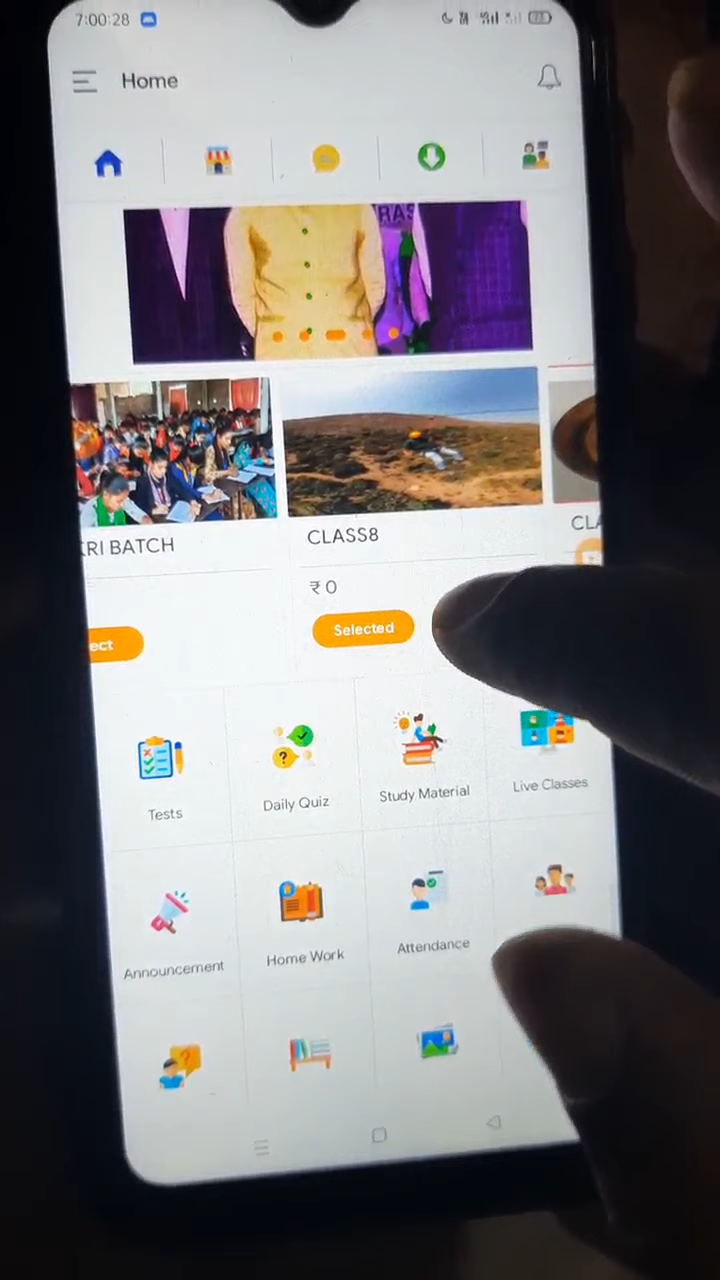 7:00:28
Home
RAS
RI BATCH
CLASS8
CLA
₹ 0
ect
Selected
Tests
Daily Quiz
Study Material
Live Classes
Announcement
Home Work
Attendance